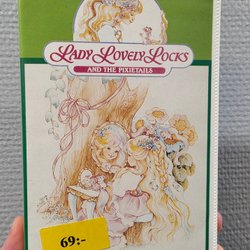 LADY LOVELY LOCKS
AND THE PIXIETAILS
69:-